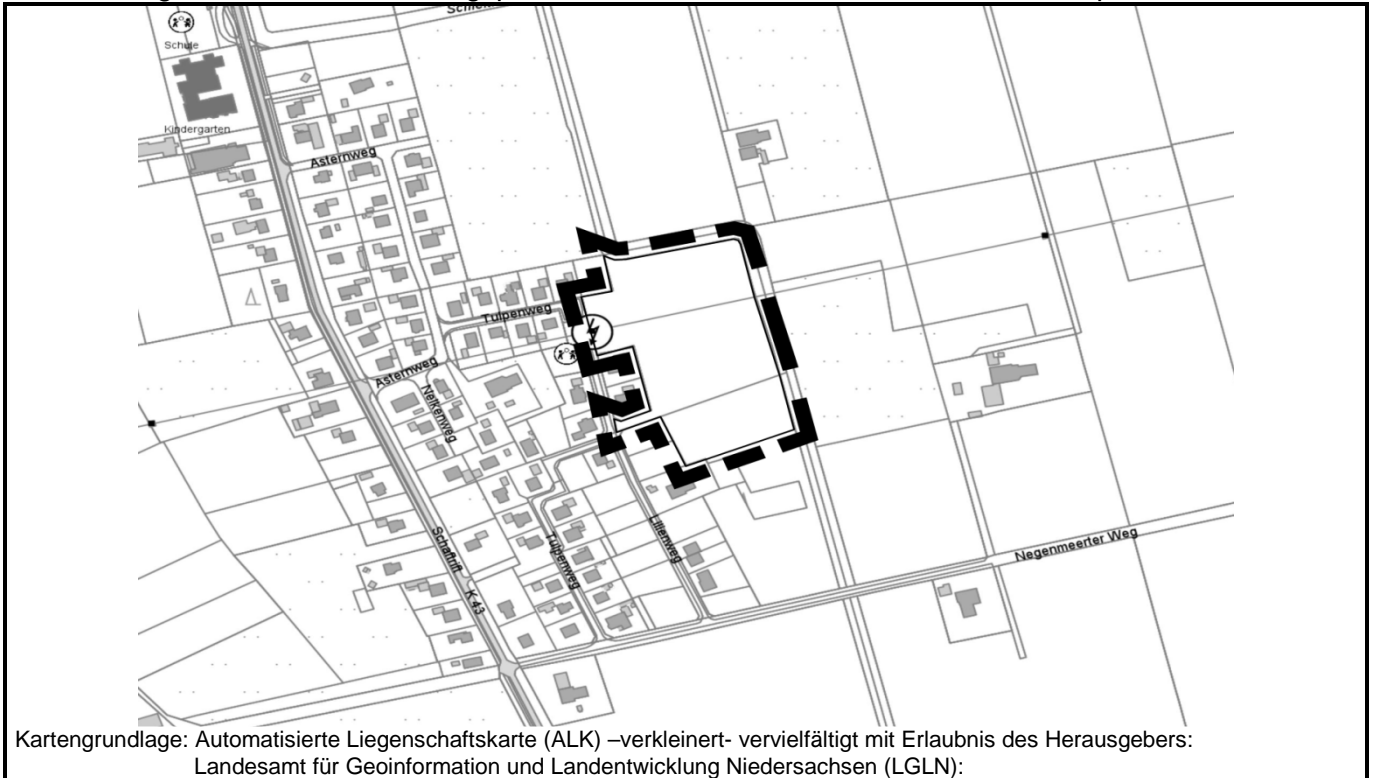 Schule
Kindergarten
Asternweg
Tulpenweg
Asternweg
Nelkenweg
Schaftrift
K 43
Tulpenweg
Lilienweg
Negenmeerter Weg
Kartengrundlage: Automatisierte Liegenschaftskarte (ALK) –verkleinert- vervielfältigt mit Erlaubnis des Herausgebers:
Landesamt für Geoinformation und Landentwicklung Niedersachsen (LGLN):